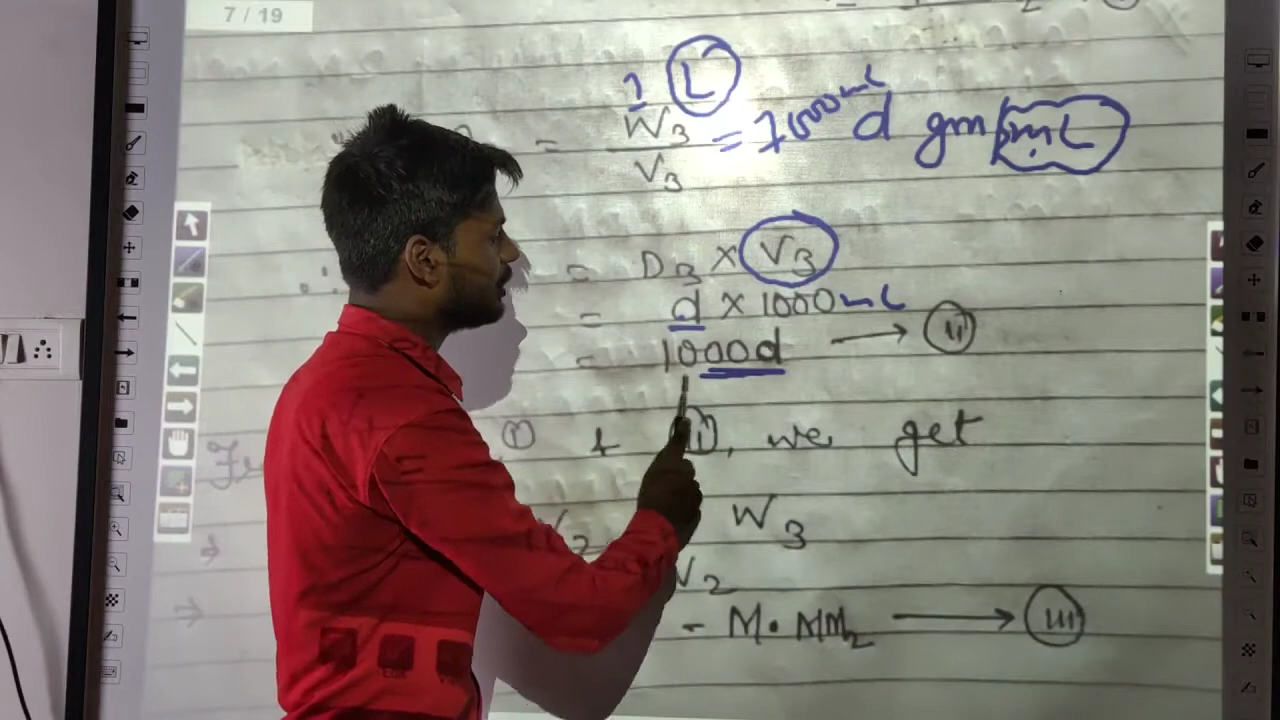 7 / 19
1 L
W3 = 1000 mL d gm/mL
= V3
= D3 × V3
= d × 1000 mL
= 1000d → (ii)
(i) & (ii), we get
W3
V2
- M · MM2 → (iii)